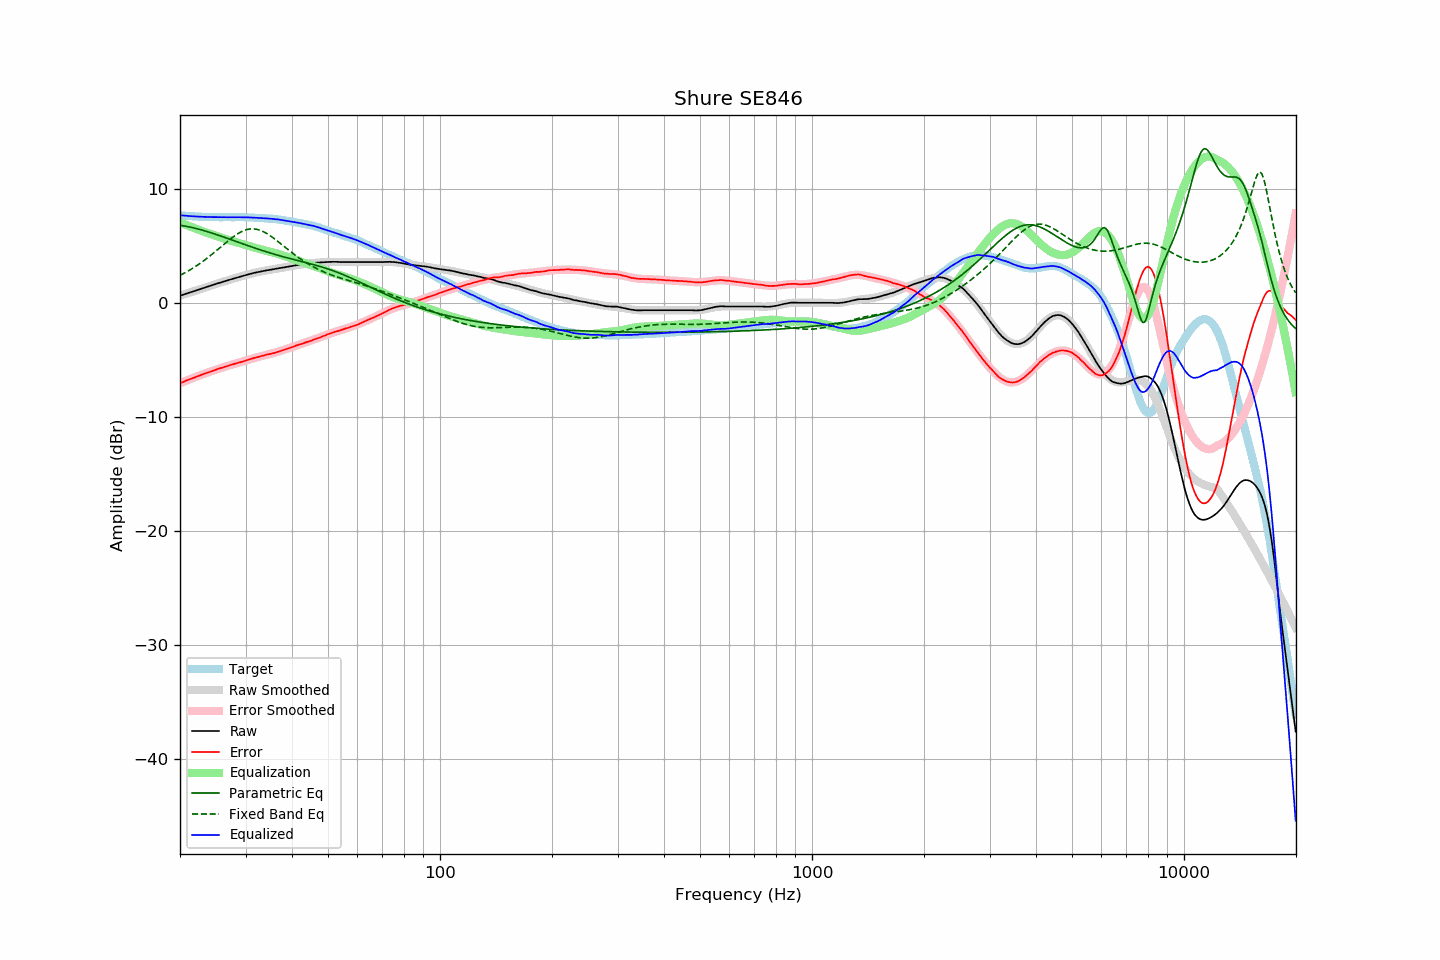 Shure SE846
Amplitude (dBr)
10
0
−10
−20
−30
−40
Target
Raw Smoothed
Error Smoothed
Raw
Error
Equalization
Parametric Eq
Fixed Band Eq
Equalized
100
1000
10000
Frequency (Hz)